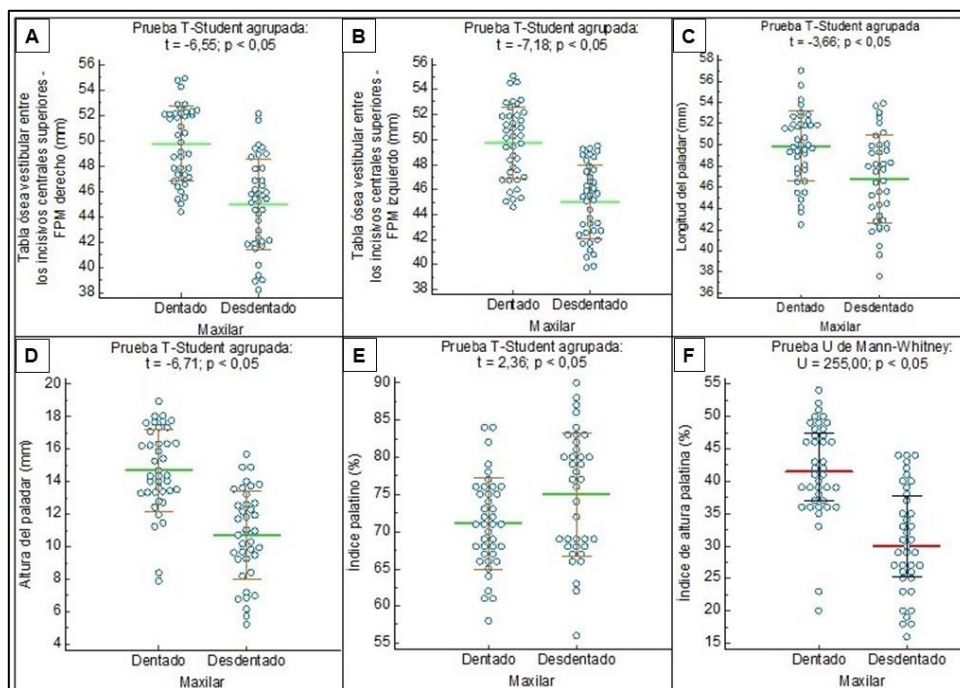 A
Prueba T-Student agrupada:
t = -6,55; p < 0,05
Tabla ósea vestibular entre
los incisivos centrales superiores -
FPM derecho (mm)
56
54
52
50
48
46
44
42
40
38
Dentado
Desdentado
Maxilar
B
Prueba T-Student agrupada:
t = -7,18; p < 0,05
Tabla ósea vestibular entre
los incisivos centrales superiores -
FPM izquierdo (mm)
56
54
52
50
48
46
44
42
40
38
Dentado
Desdentado
Maxilar
C
Prueba T-Student agrupada
t = -3,66; p < 0,05
Longitud del paladar (mm)
58
56
54
52
50
48
46
44
42
40
38
36
Dentado
Desdentado
Maxilar
D
Prueba T-Student agrupada:
t = -6,71; p < 0,05
Altura del paladar (mm)
20
18
16
14
12
10
8
6
4
Dentado
Desdentado
Maxilar
E
Prueba T-Student agrupada:
t = 2,36; p < 0,05
Índice palatino (%)
90
85
80
75
70
65
60
55
Dentado
Desdentado
Maxilar
F
Prueba U de Mann-Whitney:
U = 255,00; p < 0,05
Índice de altura palatina (%)
55
50
45
40
35
30
25
20
15
Dentado
Desdentado
Maxilar